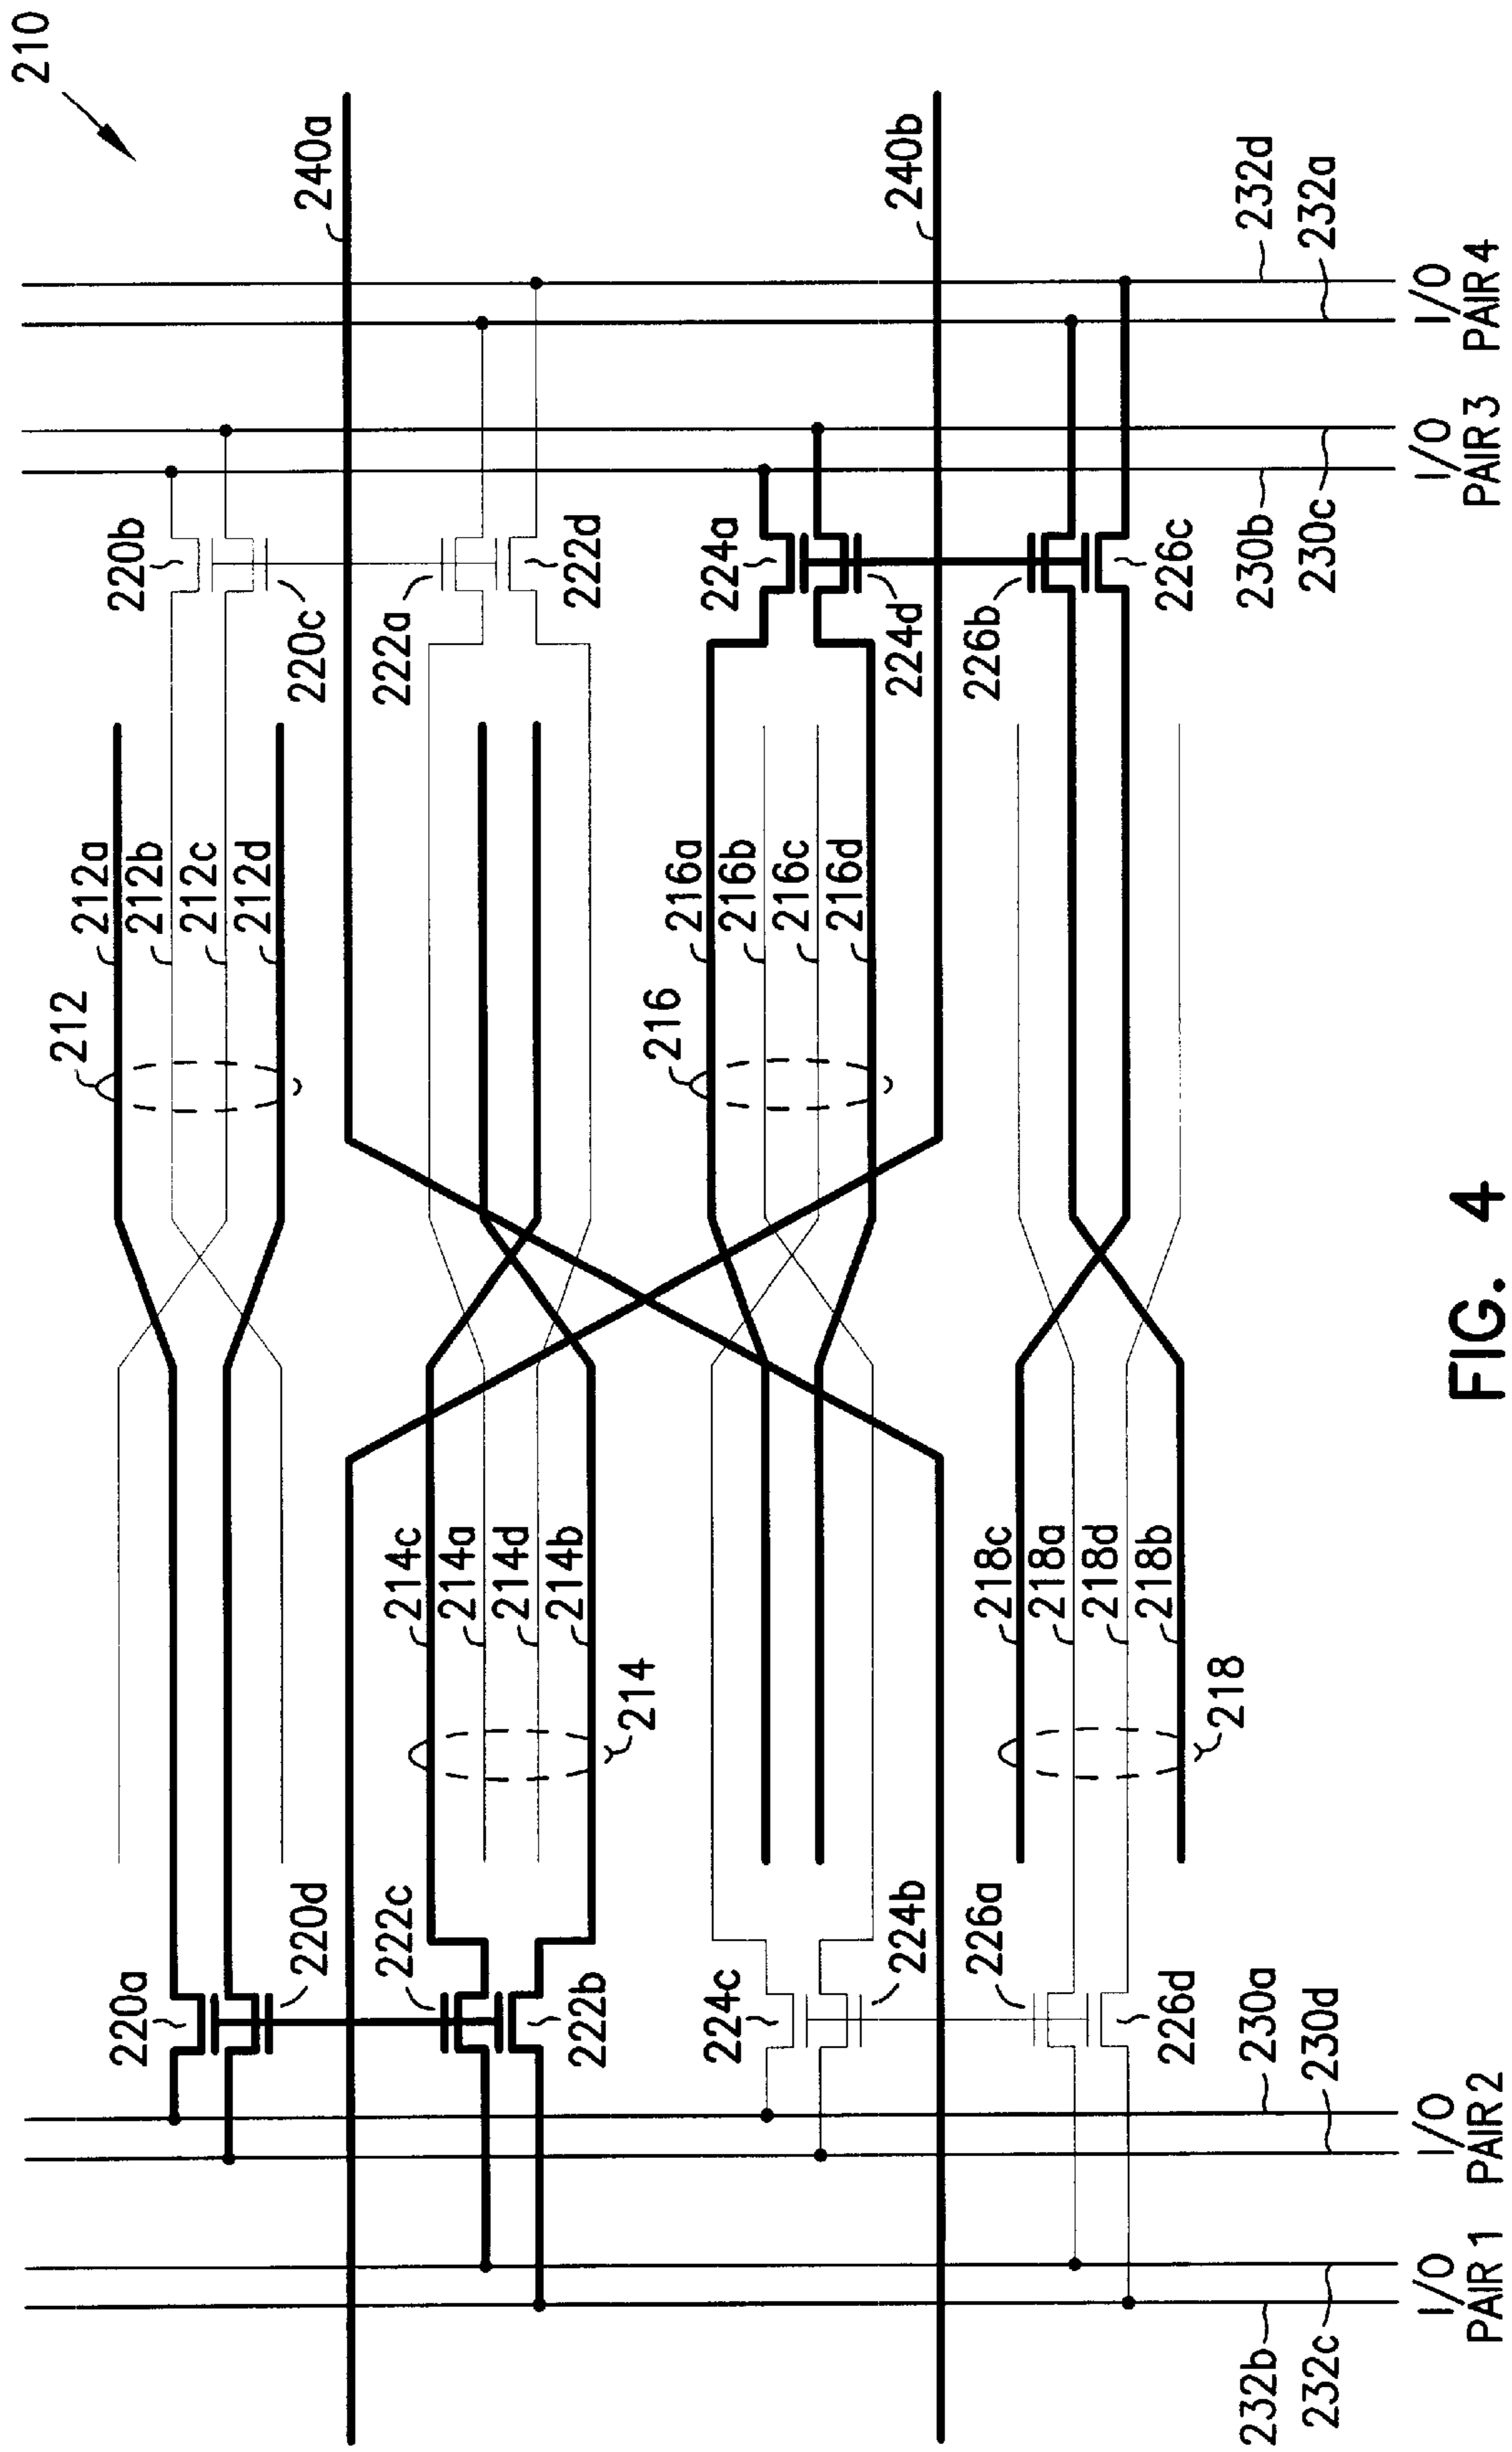 210
240a
240b
232d
232a
I/O
PAIR 4
I/O
PAIR 3
230b
230c
220b
220c
222a
222d
224a
224d
226b
226c
212
212a
212b
212c
212d
216
216a
216b
216c
216d
214c
214a
214d
214b
214
218c
218a
218d
218b
218
220a
220d
222c
222b
224c
224b
226a
226d
230a
230d
I/O
PAIR 2
I/O
PAIR 1
232b
232c
FIG. 4